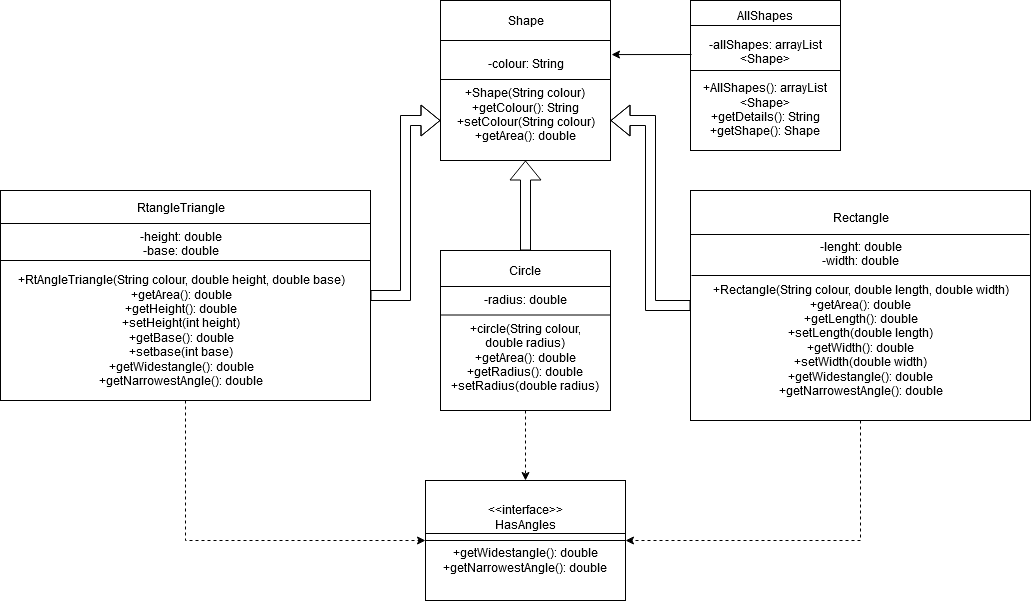 Shape
-colour: String
+Shape(String colour)
+getColour(): String
+setColour(String colour)
+getArea(): double
AllShapes
-allShapes: arrayList
<Shape>
+AllShapes(): arrayList
<Shape>
+getDetails(): String
+getShape(): Shape
RtangleTriangle
-height: double
-base: double
+RtAngleTriangle(String colour, double height, double base)
+getArea(): double
+getHeight(): double
+setHeight(int height)
+getBase(): double
+setbase(int base)
+getWidestangle(): double
+getNarrowestAngle(): double
Circle
-radius: double
+circle(String colour,
double radius)
+getArea(): double
+getRadius(): double
+setRadius(double radius)
Rectangle
-lenght: double
-width: double
+Rectangle(String colour, double length, double width)
+getArea(): double
+getLength(): double
+setLength(double length)
+getWidth(): double
+setWidth(double width)
+getWidestangle(): double
+getNarrowestAngle(): double
<<interface>>
HasAngles
+getWidestangle(): double
+getNarrowestAngle(): double